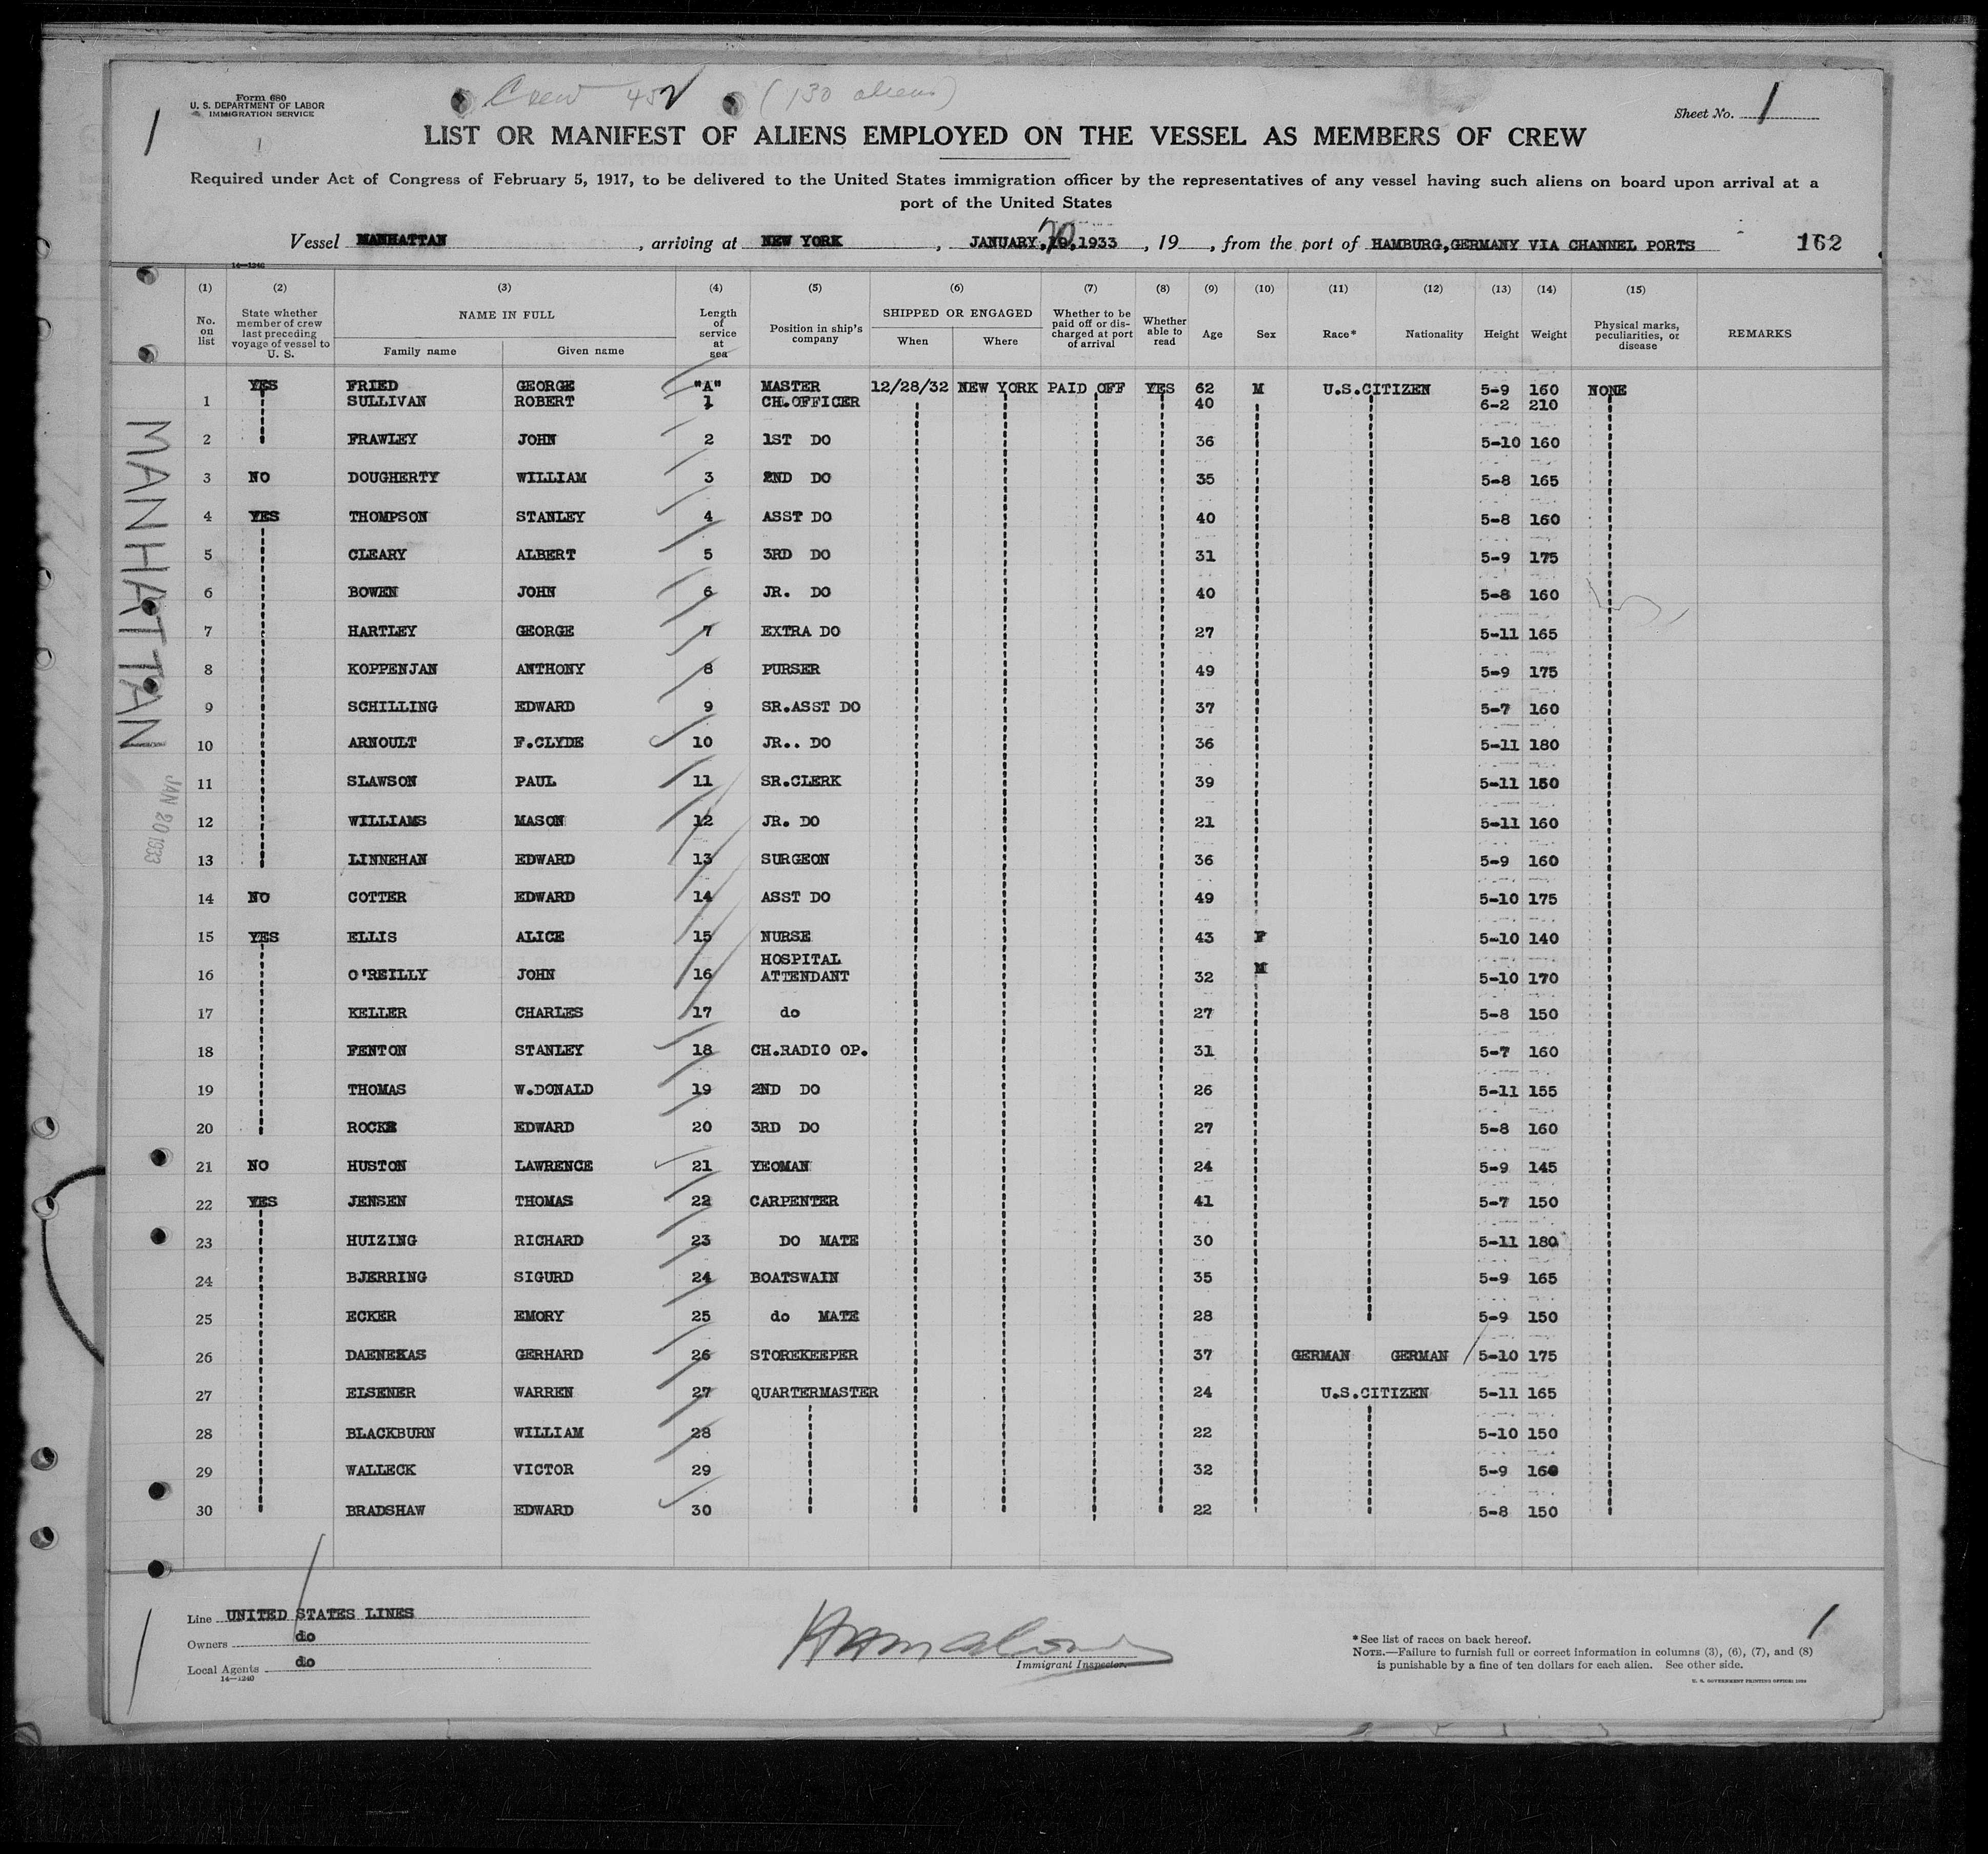 Form 680
U. S. DEPARTMENT OF LABOR
IMMIGRATION SERVICE
Crew 452 (130 aliens)
Sheet No. 1
1
LIST OR MANIFEST OF ALIENS EMPLOYED ON THE VESSEL AS MEMBERS OF CREW
Required under Act of Congress of February 5, 1917, to be delivered to the United States immigration officer by the representatives of any vessel having such aliens on board upon arrival at a
port of the United States
Vessel MANHATTAN, arriving at NEW YORK, JANUARY,19,1933 20, 19, from the port of HAMBURG,GERMANY VIA CHANNEL PORTS 162
14—1240
(1) (2) (3) (4) (5) (6) (7) (8) (9) (10) (11) (12) (13) (14) (15)
No. on list
State whether member of crew last preceding voyage of vessel to U. S.
NAME IN FULL
Family name Given name
Length of service at sea
Position in ship's company
SHIPPED OR ENGAGED
When Where
Whether to be paid off or discharged at port of arrival
Whether able to read
Age Sex Race* Nationality Height Weight
Physical marks, peculiarities, or disease
REMARKS
YES FRIED GEORGE "A" MASTER 12/28/32 NEW YORK PAID OFF YES 62 M U.S.CITIZEN 5-9 160 NONE
1 SULLIVAN ROBERT 1 CH.OFFICER 40 6-2 210
2 FRAWLEY JOHN 2 1ST DO 36 5-10 160
3 NO DOUGHERTY WILLIAM 3 2ND DO 35 5-8 165
4 YES THOMPSON STANLEY 4 ASST DO 40 5-8 160
5 CLEARY ALBERT 5 3RD DO 31 5-9 175
6 BOWEN JOHN 6 JR. DO 40 5-8 160
7 HARTLEY GEORGE 7 EXTRA DO 27 5-11 165
8 KOPPENJAN ANTHONY 8 PURSER 49 5-9 175
9 SCHILLING EDWARD 9 SR.ASST DO 37 5-7 160
10 ARNOULT F.CLYDE 10 JR.. DO 36 5-11 180
11 SLAWSON PAUL 11 SR.CLERK 39 5-11 150
12 WILLIAMS MASON 12 JR. DO 21 5-11 160
13 LINNEHAN EDWARD 13 SURGEON 36 5-9 160
14 NO COTTER EDWARD 14 ASST DO 49 5-10 175
15 YES ELLIS ALICE 15 NURSE 43 F 5-10 140
16 O'REILLY JOHN 16 HOSPITAL ATTENDANT 32 M 5-10 170
17 KELLER CHARLES 17 do 27 5-8 150
18 FENTON STANLEY 18 CH.RADIO OP. 31 5-7 160
19 THOMAS W.DONALD 19 2ND DO 26 5-11 155
20 ROCKE EDWARD 20 3RD DO 27 5-8 160
21 NO HUSTON LAWRENCE 21 YEOMAN 24 5-9 145
22 YES JENSEN THOMAS 22 CARPENTER 41 5-7 150
23 HUIZING RICHARD 23 DO MATE 30 5-11 180
24 BJERRING SIGURD 24 BOATSWAIN 35 5-9 165
25 ECKER EMORY 25 do MATE 28 5-9 150
26 DAENEKAS GERHARD 26 STOREKEEPER 37 GERMAN GERMAN 5-10 175
27 EISENER WARREN 27 QUARTERMASTER 24 U.S.CITIZEN 5-11 165
28 BLACKBURN WILLIAM 28 22 5-10 150
29 WALLECK VICTOR 29 32 5-9 160
30 BRADSHAW EDWARD 30 22 5-8 150
MANHATTAN
JAN 20 1933
Line UNITED STATES LINES
Owners do
Local Agents do
14—1240
Immigrant Inspector.
1
*See list of races on back hereof.
NOTE.—Failure to furnish full or correct information in columns (3), (6), (7), and (8)
is punishable by a fine of ten dollars for each alien. See other side.
U. S. GOVERNMENT PRINTING OFFICE: